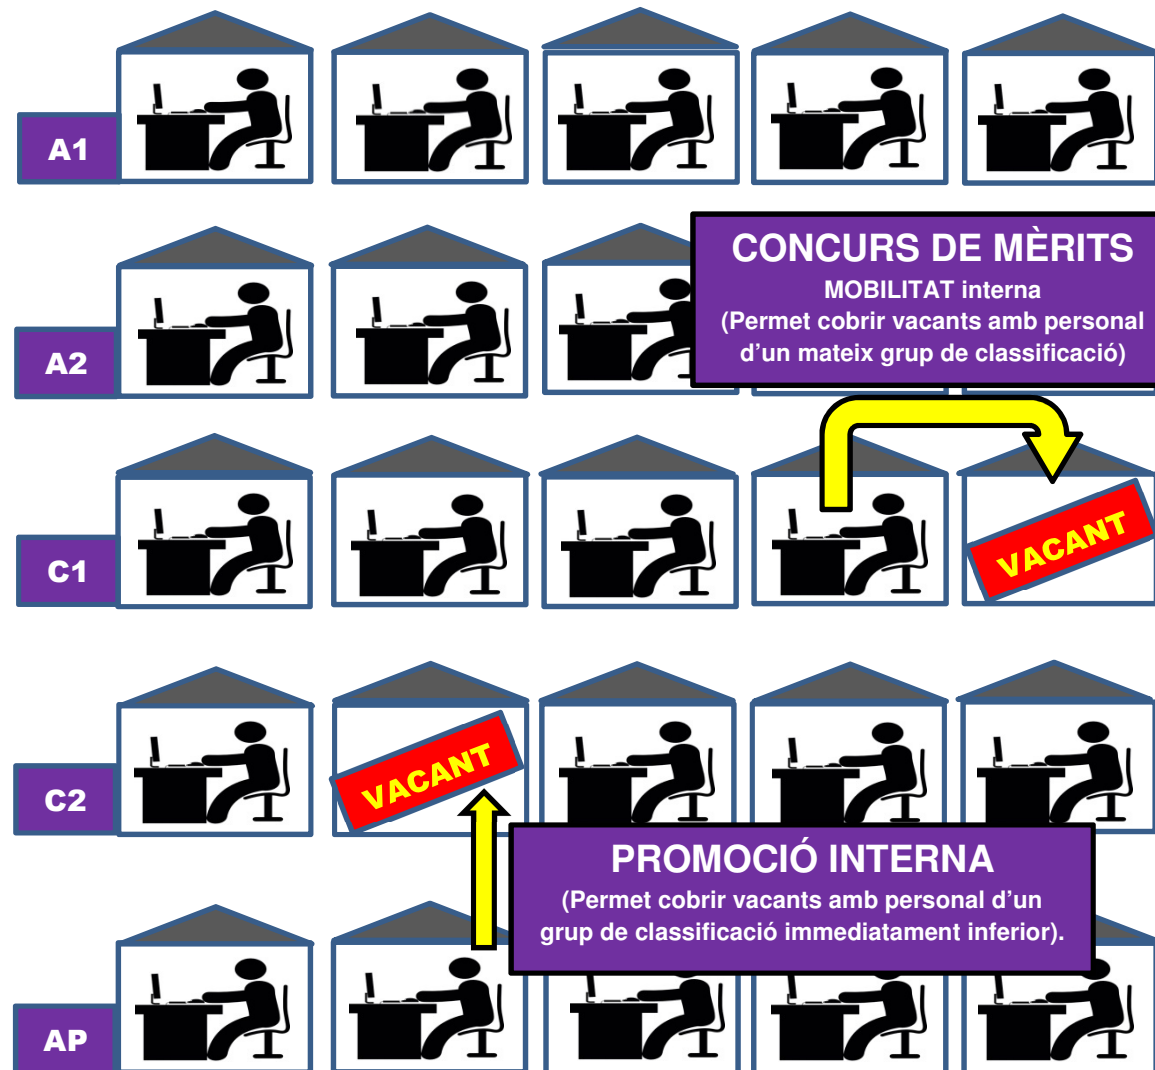 A1
CONCURS DE MÈRITS
MOBILITAT interna
(Permet cobrir vacants amb personal
d’un mateix grup de classificació)
A2
C1
VACANT
C2
VACANT
PROMOCIÓ INTERNA
(Permet cobrir vacants amb personal d’un
grup de classificació immediatament inferior).
AP